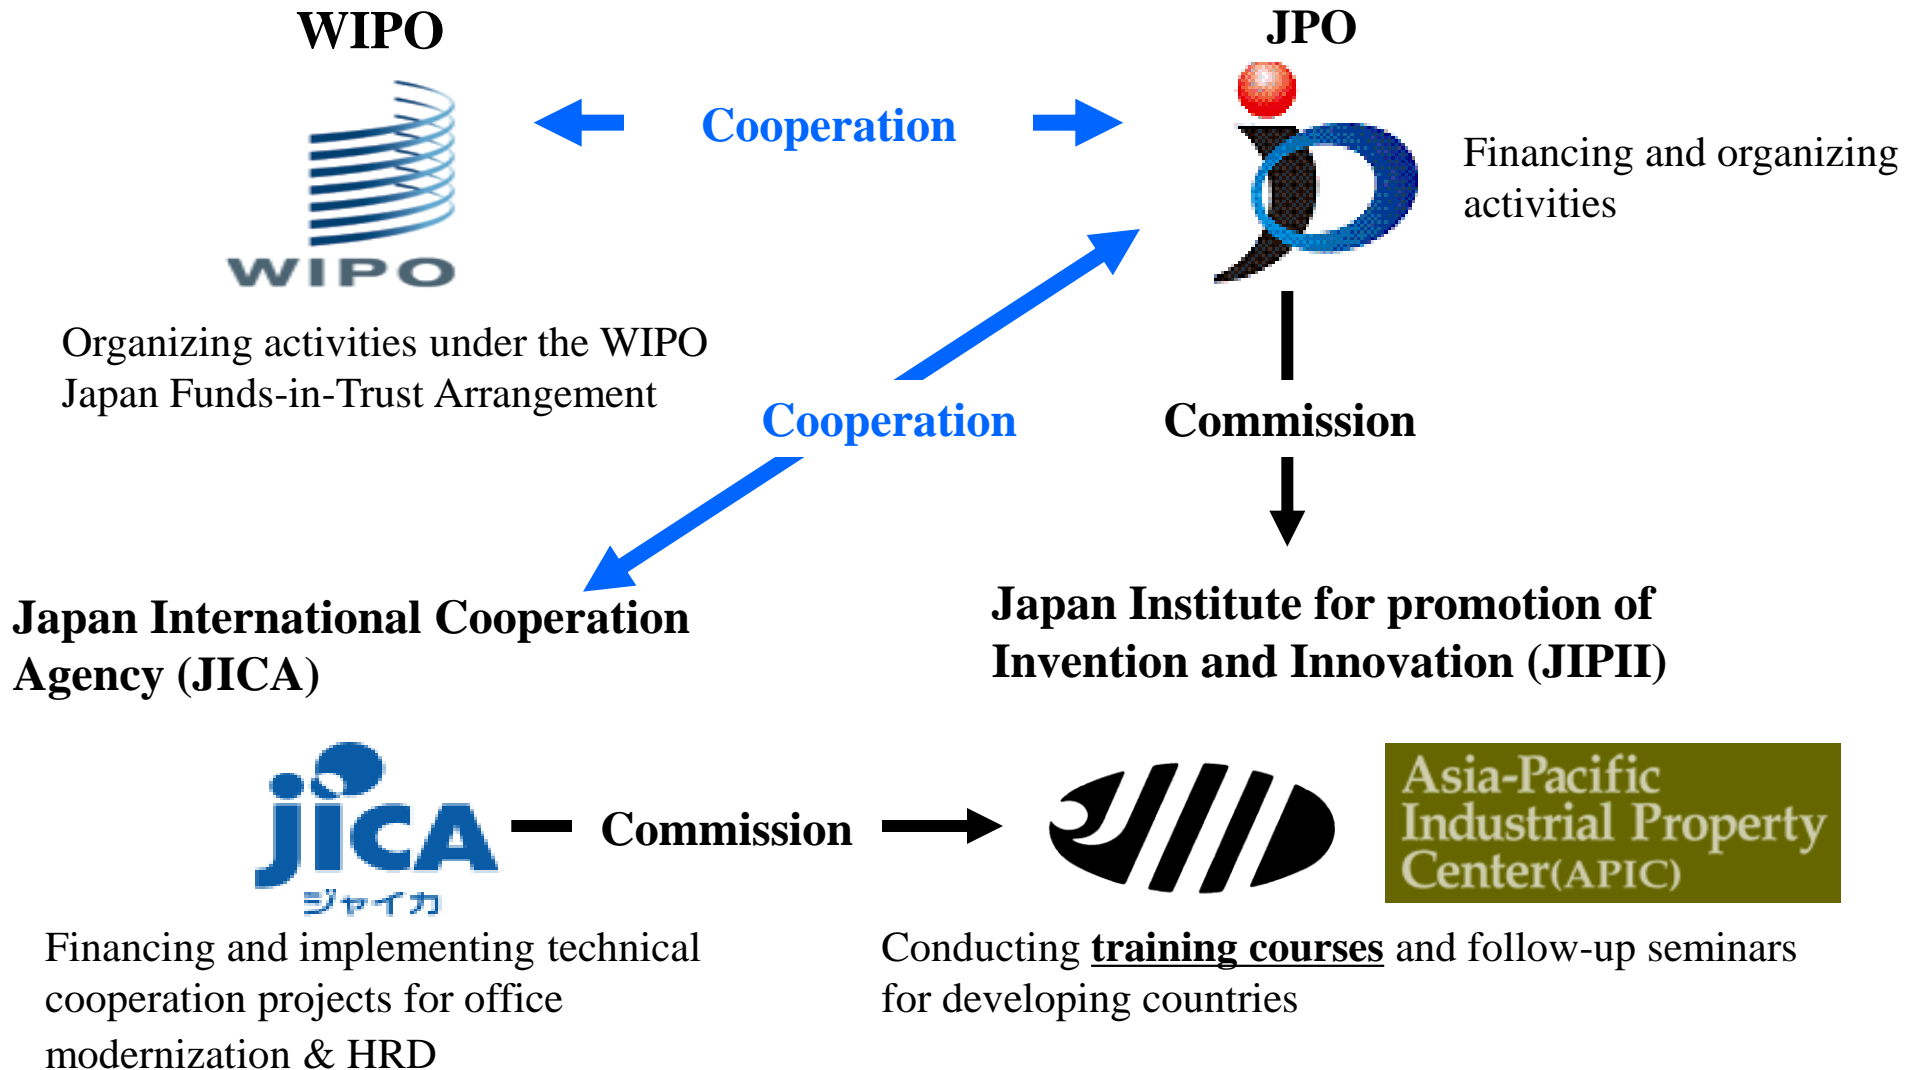 WIPO
JPO
Cooperation
Financing and organizing
activities
WIPO
Organizing activities under the WIPO
Japan Funds-in-Trust Arrangement
Cooperation
Commission
Japan International Cooperation
Agency (JICA)
Japan Institute for promotion of
Invention and Innovation (JIPII)
jICA
ジャイカ
Commission
Asia-Pacific
Industrial Property
Center(APIC)
Financing and implementing technical
cooperation projects for office
modernization & HRD
Conducting training courses and follow-up seminars
for developing countries